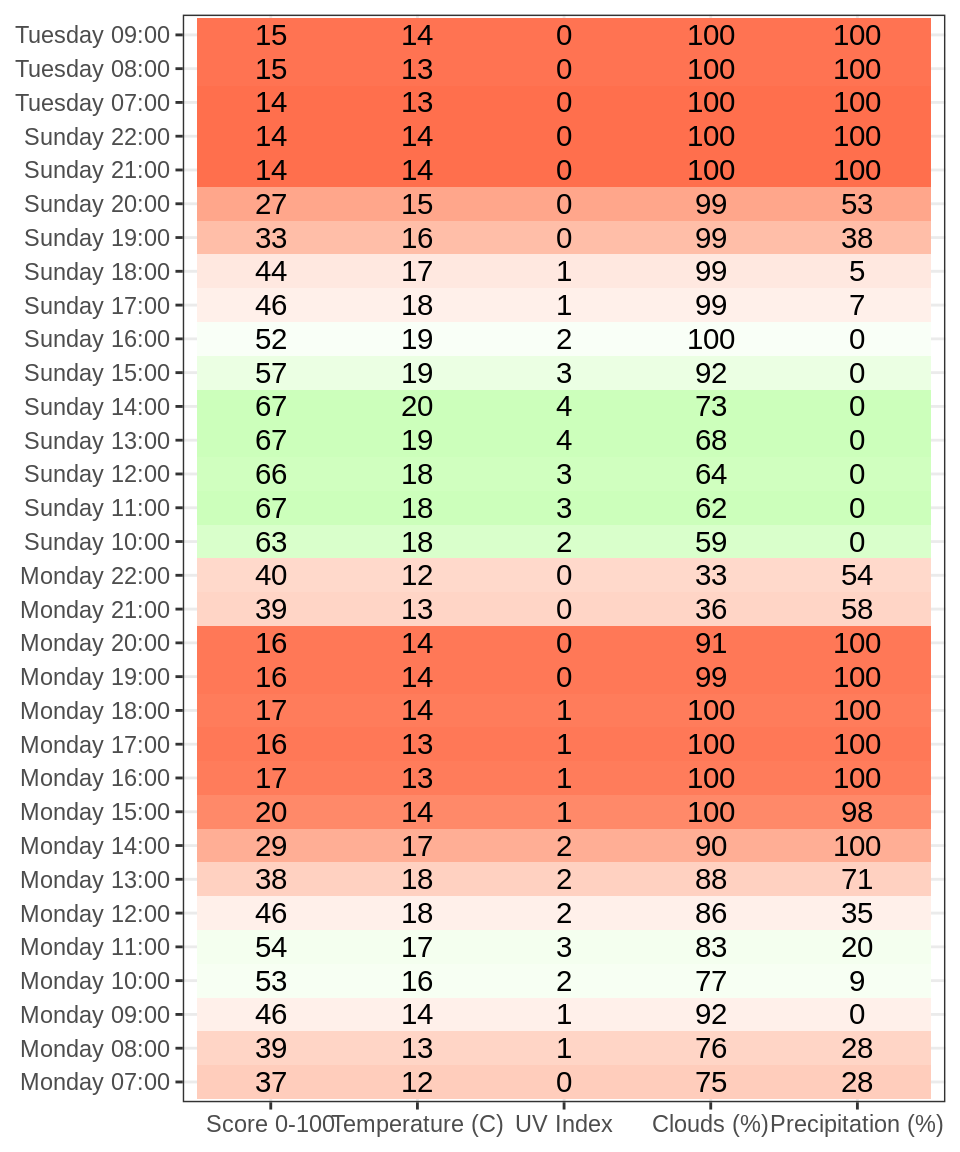 Tuesday 09:00 15 14 0 100 100
Tuesday 08:00 15 13 0 100 100
Tuesday 07:00 14 13 0 100 100
Sunday 22:00 14 14 0 100 100
Sunday 21:00 14 14 0 100 100
Sunday 20:00 27 15 0 99 53
Sunday 19:00 33 16 0 99 38
Sunday 18:00 44 17 1 99 5
Sunday 17:00 46 18 1 99 7
Sunday 16:00 52 19 2 100 0
Sunday 15:00 57 19 3 92 0
Sunday 14:00 67 20 4 73 0
Sunday 13:00 67 19 4 68 0
Sunday 12:00 66 18 3 64 0
Sunday 11:00 67 18 3 62 0
Sunday 10:00 63 18 2 59 0
Monday 22:00 40 12 0 33 54
Monday 21:00 39 13 0 36 58
Monday 20:00 16 14 0 91 100
Monday 19:00 16 14 0 99 100
Monday 18:00 17 14 1 100 100
Monday 17:00 16 13 1 100 100
Monday 16:00 17 13 1 100 100
Monday 15:00 20 14 1 100 98
Monday 14:00 29 17 2 90 100
Monday 13:00 38 18 2 88 71
Monday 12:00 46 18 2 86 35
Monday 11:00 54 17 3 83 20
Monday 10:00 53 16 2 77 9
Monday 09:00 46 14 1 92 0
Monday 08:00 39 13 1 76 28
Monday 07:00 37 12 0 75 28
Score 0-100 Temperature (C) UV Index Clouds (%) Precipitation (%)